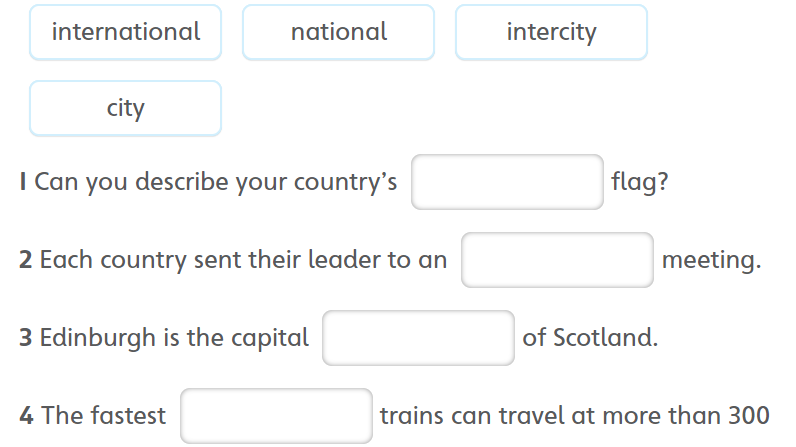 international national intercity
city
1 Can you describe your country's flag?
2 Each country sent their leader to an meeting.
3 Edinburgh is the capital of Scotland.
4 The fastest trains can travel at more than 300